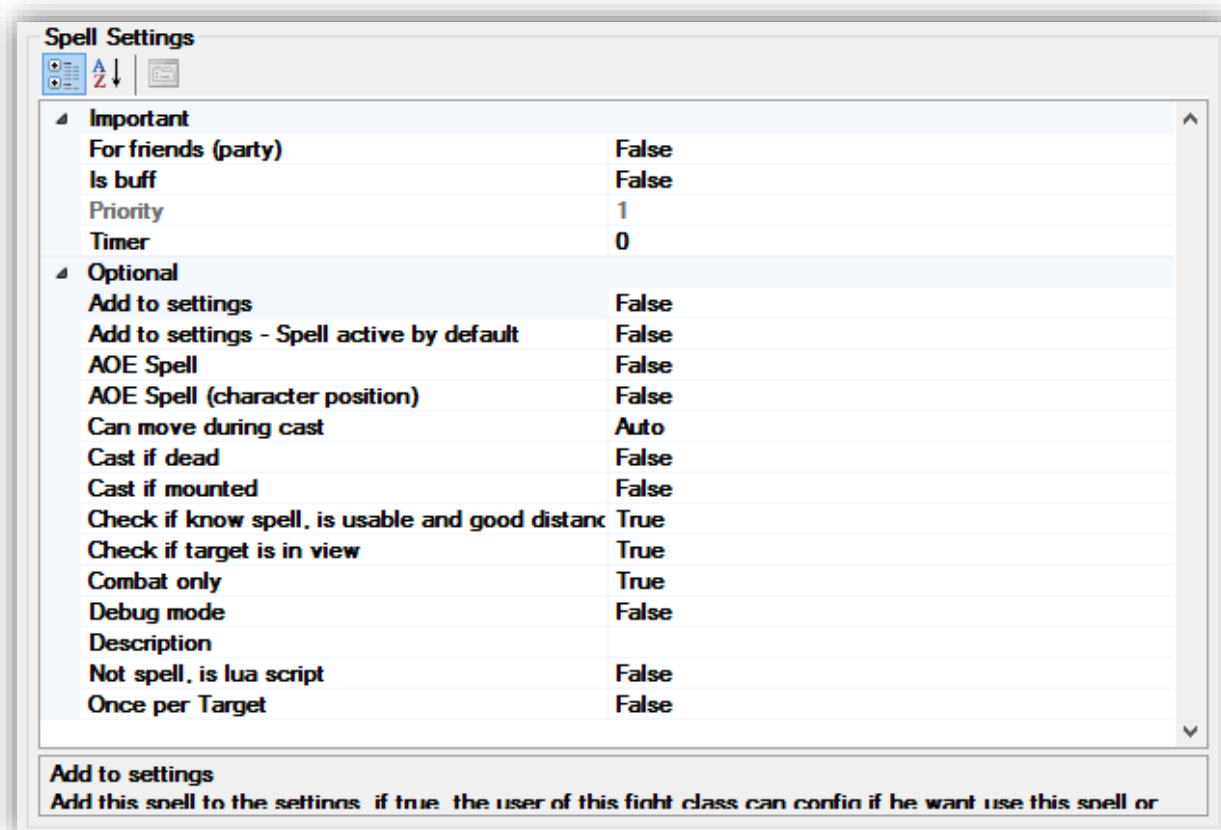 Spell Settings
A
Z
Important
For friends (party) False
Is buff False
Priority 1
Timer 0
Optional
Add to settings False
Add to settings - Spell active by default False
AOE Spell False
AOE Spell (character position) False
Can move during cast Auto
Cast if dead False
Cast if mounted False
Check if know spell, is usable and good distanc True
Check if target is in view True
Combat only True
Debug mode False
Description
Not spell, is lua script False
Once per Target False
Add to settings
Add this spell to the settings, if true, the user of this fight class can config if he want use this spell or